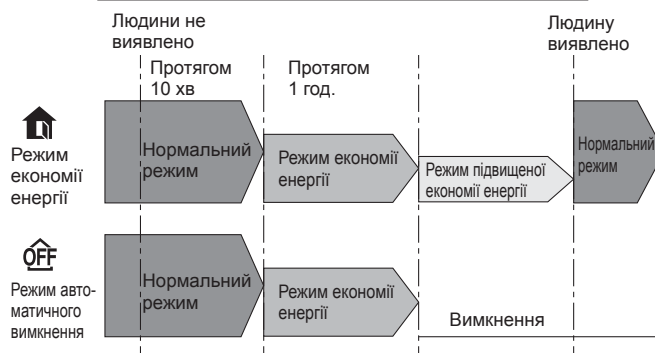 Людини не
виявлено
Людину
виявлено
Протягом
10 хв
Протягом
1 год.
Режим
економії
енергії
Нормальний
режим
Режим економії
енергії
Режим підвищеної
економії енергії
Нормальний
режим
OFF
Режим авто-
матичного
вимкнення
Нормальний
режим
Режим економії
енергії
Вимкнення